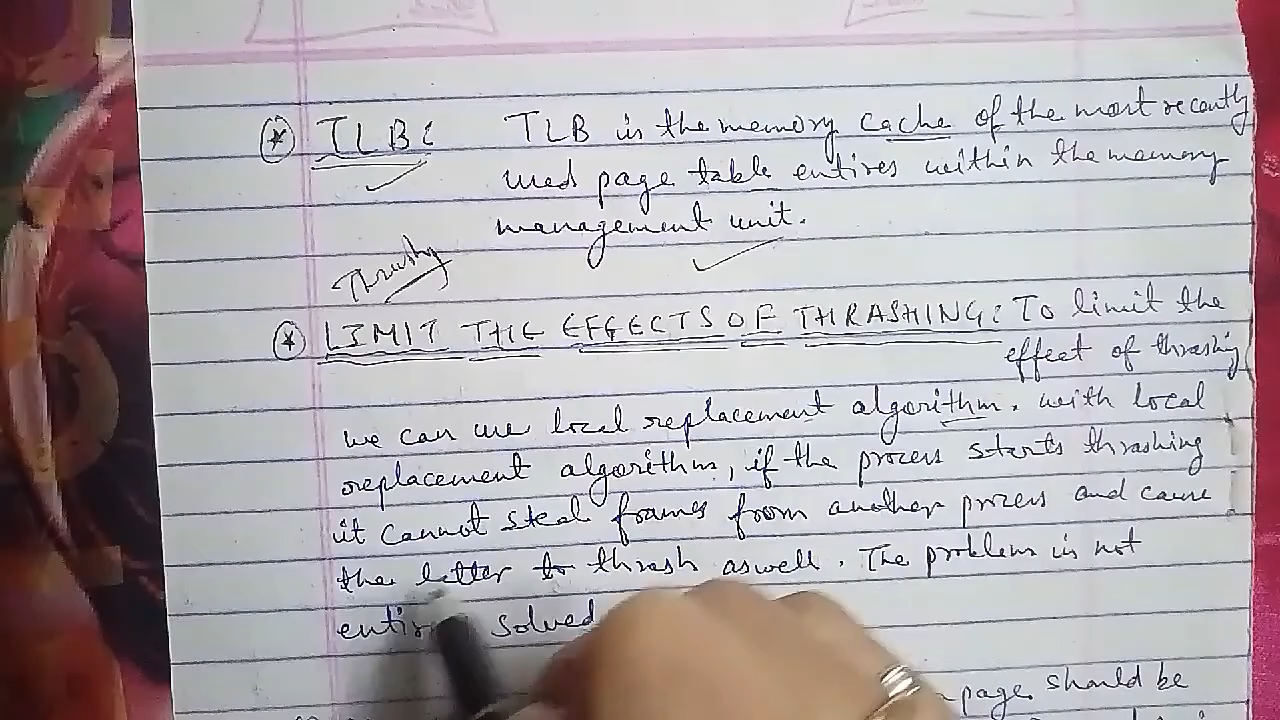 TLB: TLB is the memory cache of the most recently
used page table entires within the memory
management unit.
LIMIT THE EFFECTS OF THRASHING: To limit the
effect of thrashing
we can use local replacement algorithm. with local
replacement algorithm, if the process starts thrashing
it cannot steal frames from another process and cause
the letter to thrash aswell. The problem is not
solved
page should be